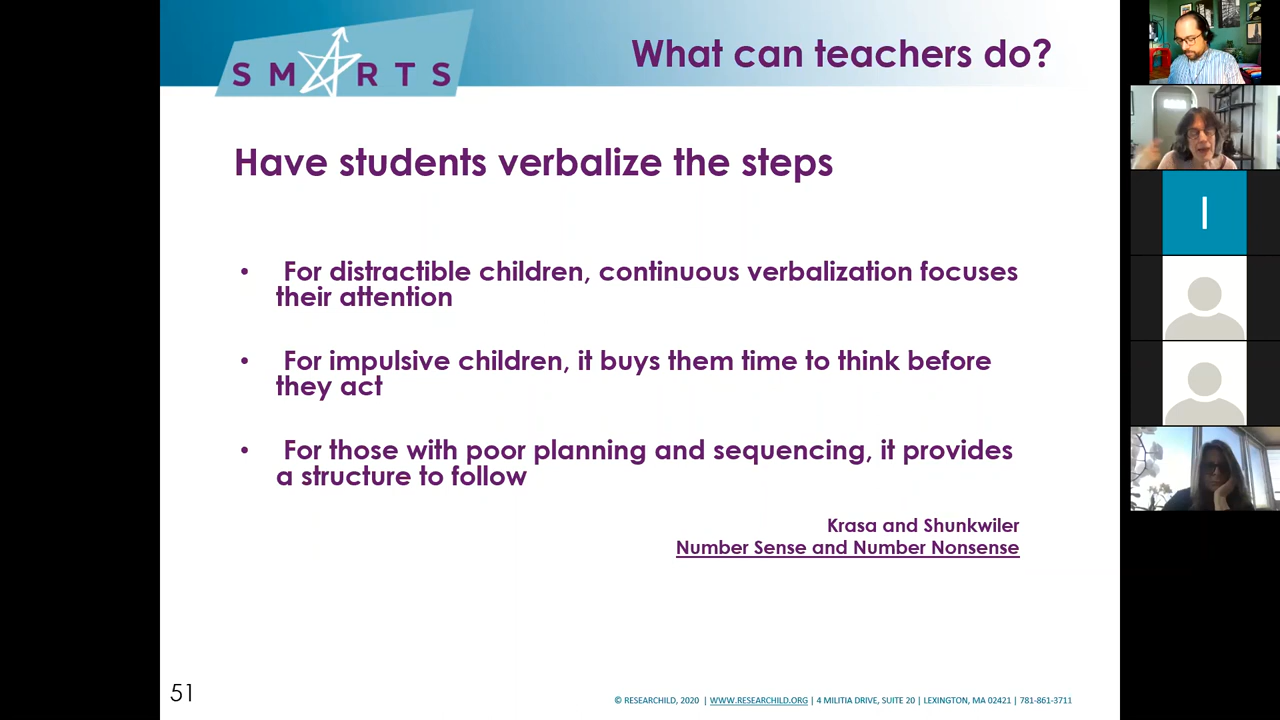 SMARTS
What can teachers do?
Have students verbalize the steps
• For distractible children, continuous verbalization focuses
their attention
• For impulsive children, it buys them time to think before
they act
• For those with poor planning and sequencing, it provides
a structure to follow
Krasa and Shunkwiler
Number Sense and Number Nonsense
51
© RESEARCHILD, 2020 | WWW.RESEARCHILD.ORG | 4 MILITIA DRIVE, SUITE 20 | LEXINGTON, MA 02421 | 781-861-3711
I